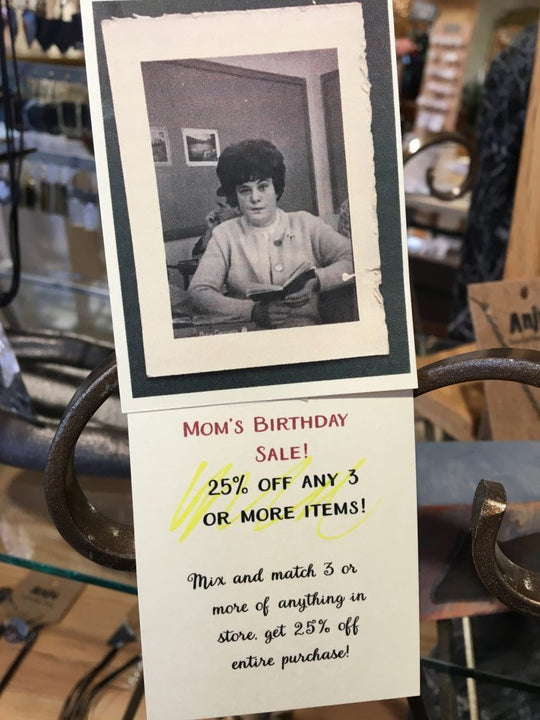 Mom's Birthday
Sale!
25% off any 3
or more items!
Mix and match 3 or
more of anything in
store. get 25% off
entire purchase!